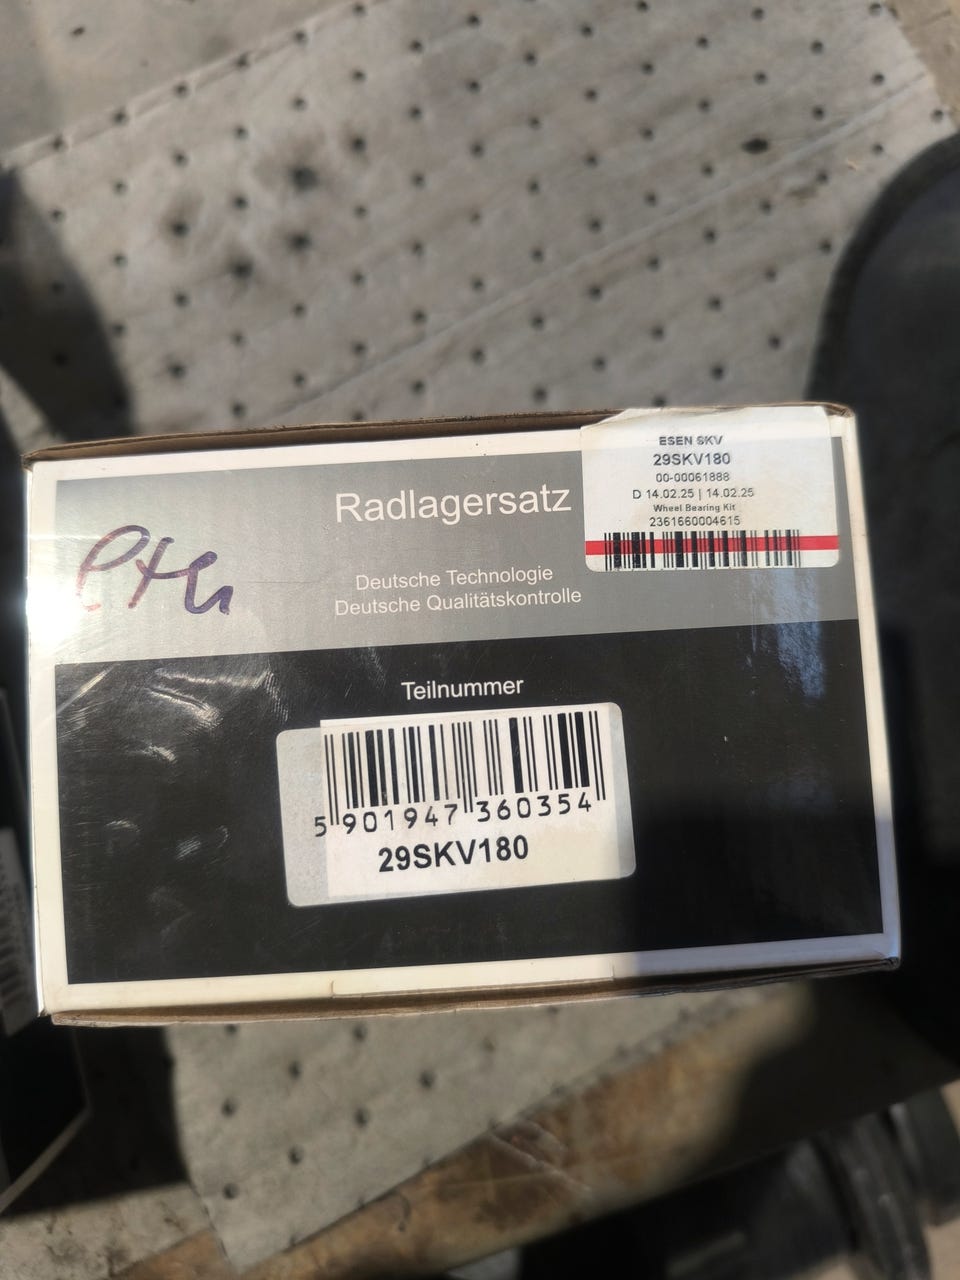 ESEN SKV
29SKV180
00-00061888
D 14.02.25 | 14.02.25
Wheel Bearing Kit
2361660004615
Radlagersatz
Deutsche Technologie
Deutsche Qualitätskontrolle
Teilnummer
5 901947 360354
29SKV180